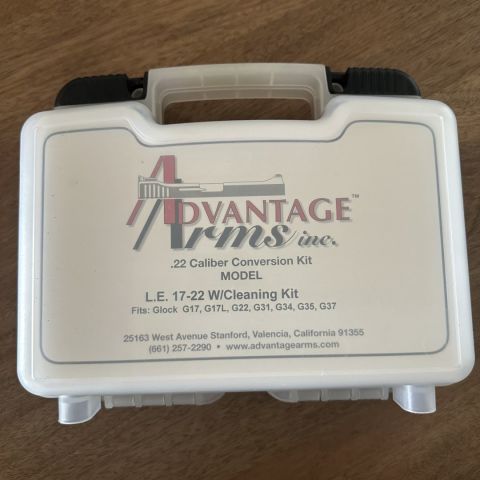 ADVANTAGE™
Arms inc.
.22 Caliber Conversion Kit
MODEL
L.E. 17-22 W/Cleaning Kit
Fits: Glock G17, G17L, G22, G31, G34, G35, G37
25163 West Avenue Stanford, Valencia, California 91355
(661) 257-2290 • www.advantagearms.com